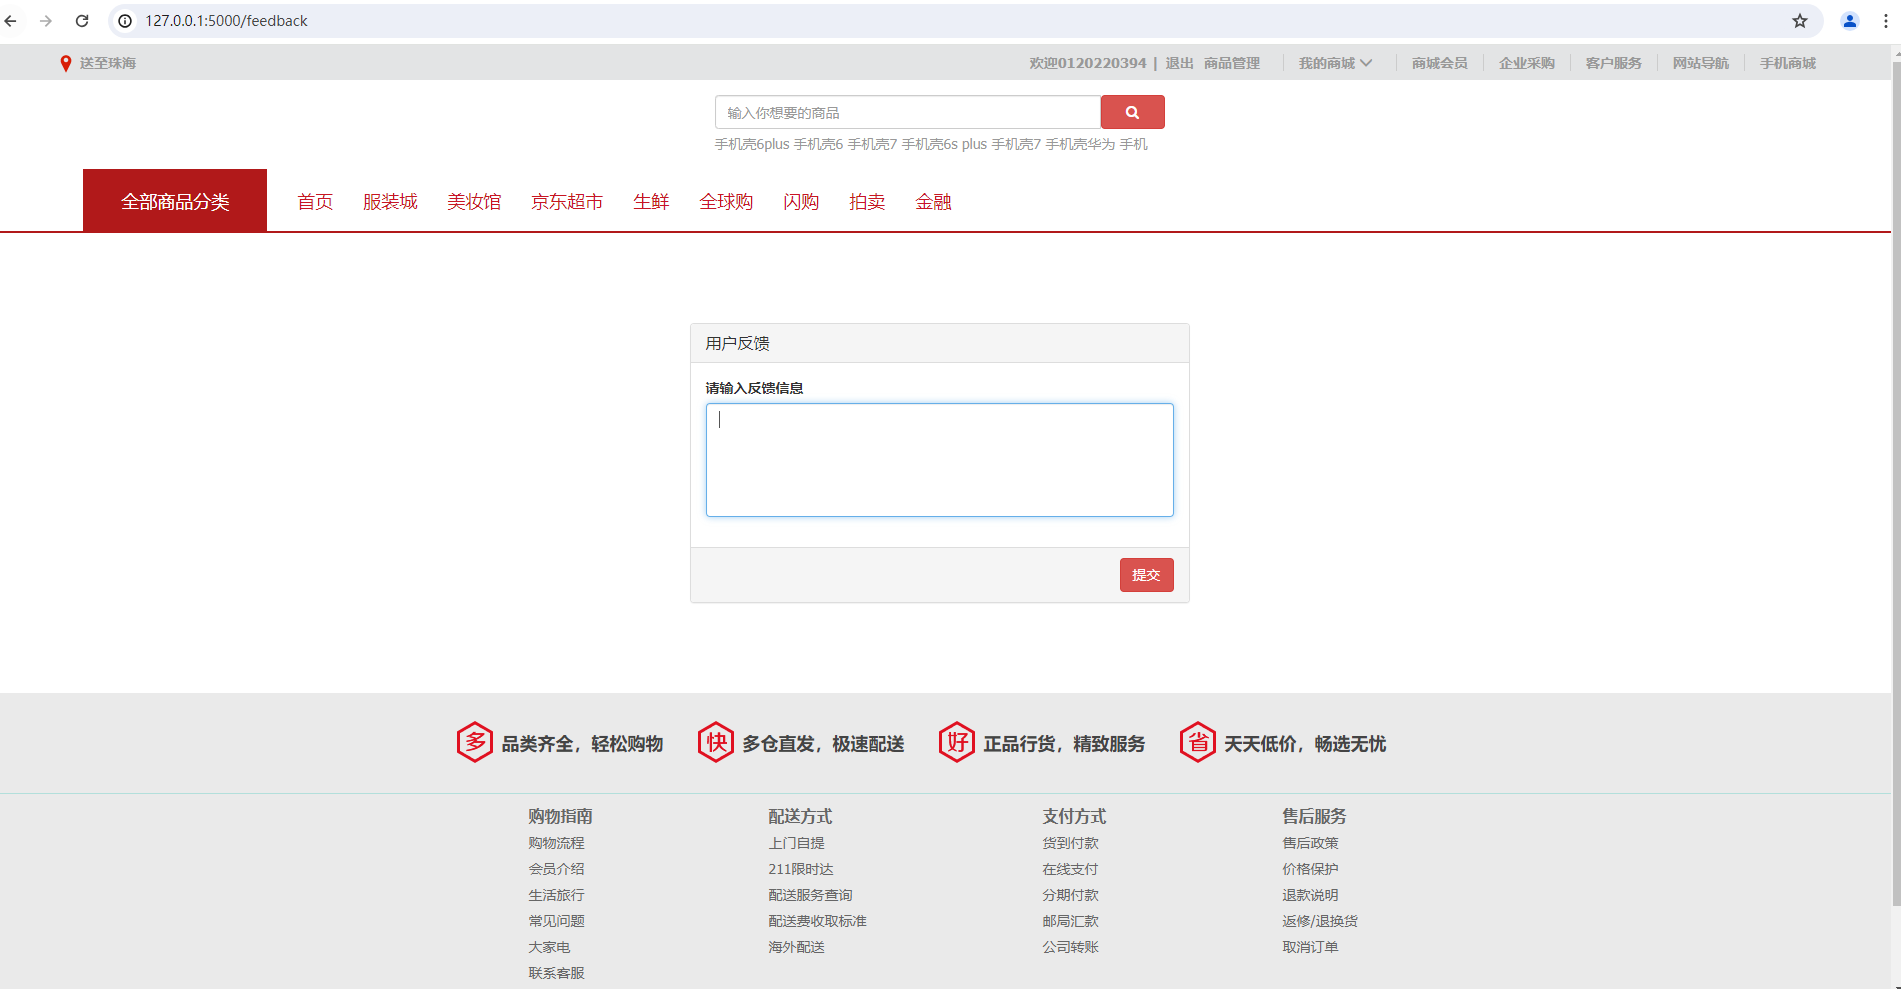 127.0.0.1:5000/feedback
送至珠海
欢迎0120220394 | 退出 商品管理 我的商城 商城会员 企业采购 客户服务 网站导航 手机商城
输入你想要的商品
手机壳6plus 手机壳6 手机壳7 手机壳6s plus 手机壳7 手机壳华为 手机
全部商品分类 首页 服装城 美妆馆 京东超市 生鲜 全球购 闪购 拍卖 金融
用户反馈
请输入反馈信息
提交
多 品类齐全，轻松购物 快 多仓直发，极速配送 好 正品行货，精致服务 省 天天低价，畅选无忧
购物指南 配送方式 支付方式 售后服务
购物流程 上门自提 货到付款 售后政策
会员介绍 211限时达 在线支付 价格保护
生活旅行 配送服务查询 分期付款 退款说明
常见问题 配送费收取标准 邮局汇款 返修/退换货
大家电 海外配送 公司转账 取消订单
联系客服